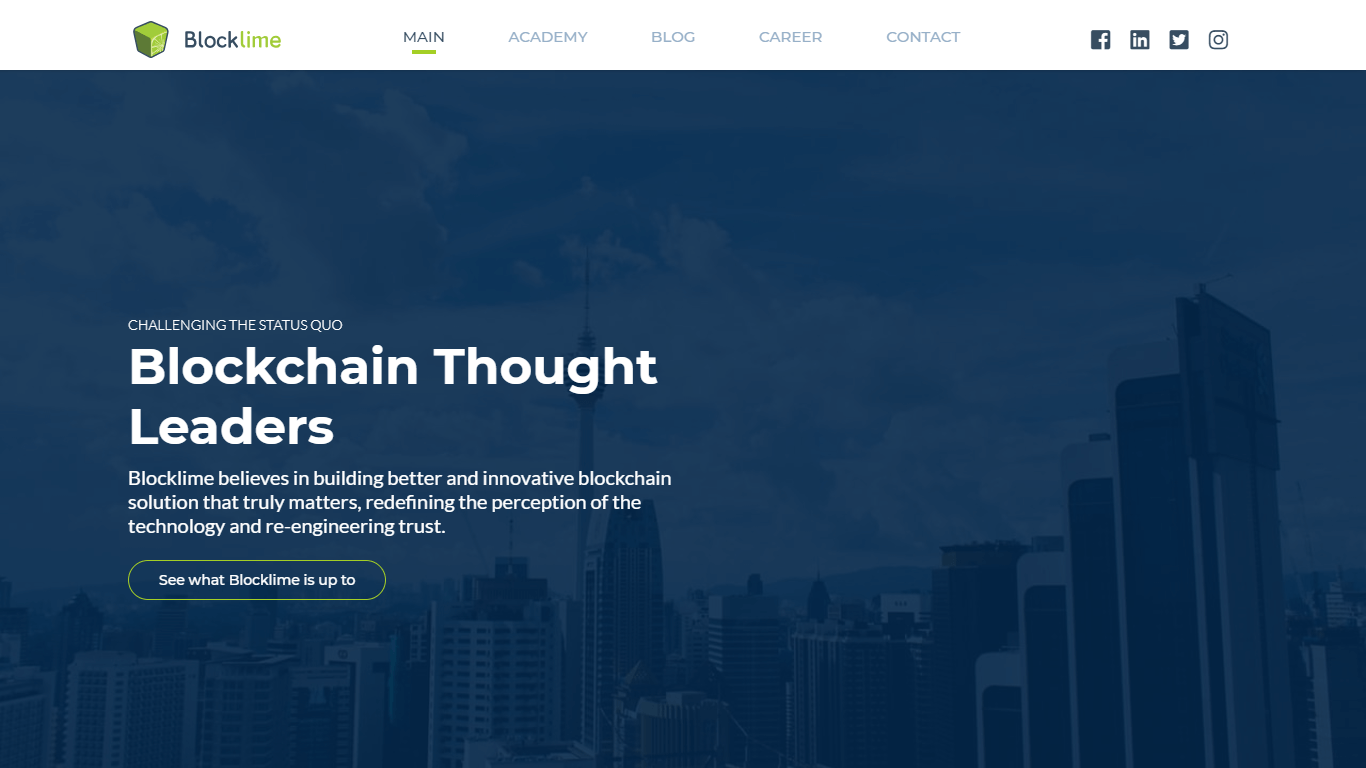 Blocklime
MAIN
ACADEMY
BLOG
CAREER
CONTACT
CHALLENGING THE STATUS QUO
Blockchain Thought
Leaders
Blocklime believes in building better and innovative blockchain
solution that truly matters, redefining the perception of the
technology and re-engineering trust.
See what Blocklime is up to